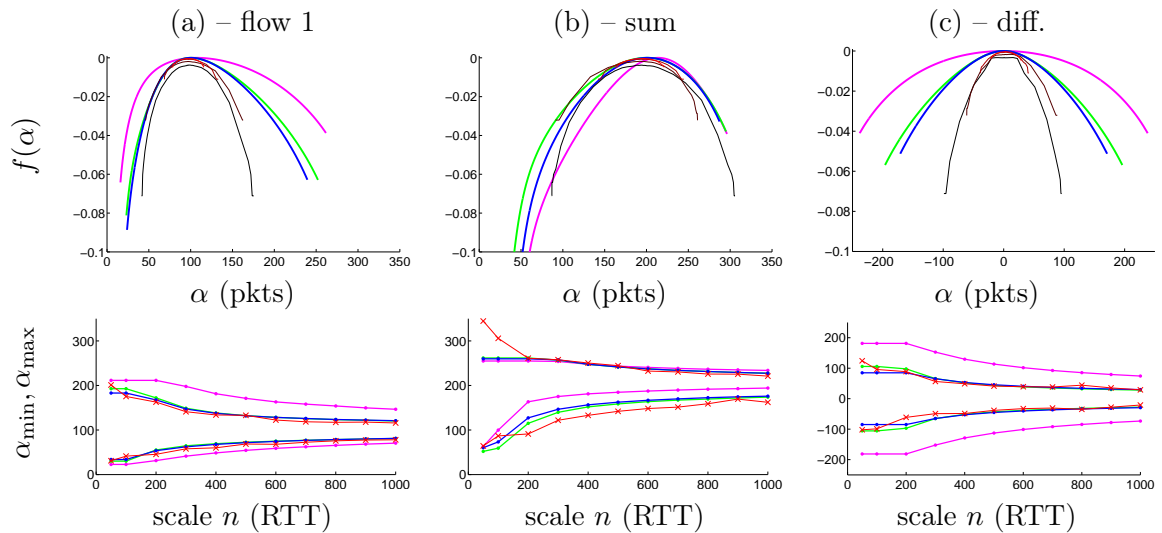 (a) – flow 1
(b) – sum
(c) – diff.
f(α)
0
−0.02
−0.04
−0.06
−0.08
−0.1
0 50 100 150 200 250 300 350
α (pkts)
0
−0.02
−0.04
−0.06
−0.08
−0.1
0 50 100 150 200 250 300 350
α (pkts)
0
−0.02
−0.04
−0.06
−0.08
−0.1
−200 −100 0 100 200
α (pkts)
αmin, αmax
300
200
100
0
0 200 400 600 800 1000
scale n (RTT)
300
200
100
0
0 200 400 600 800 1000
scale n (RTT)
200
100
0
−100
−200
0 200 400 600 800 1000
scale n (RTT)